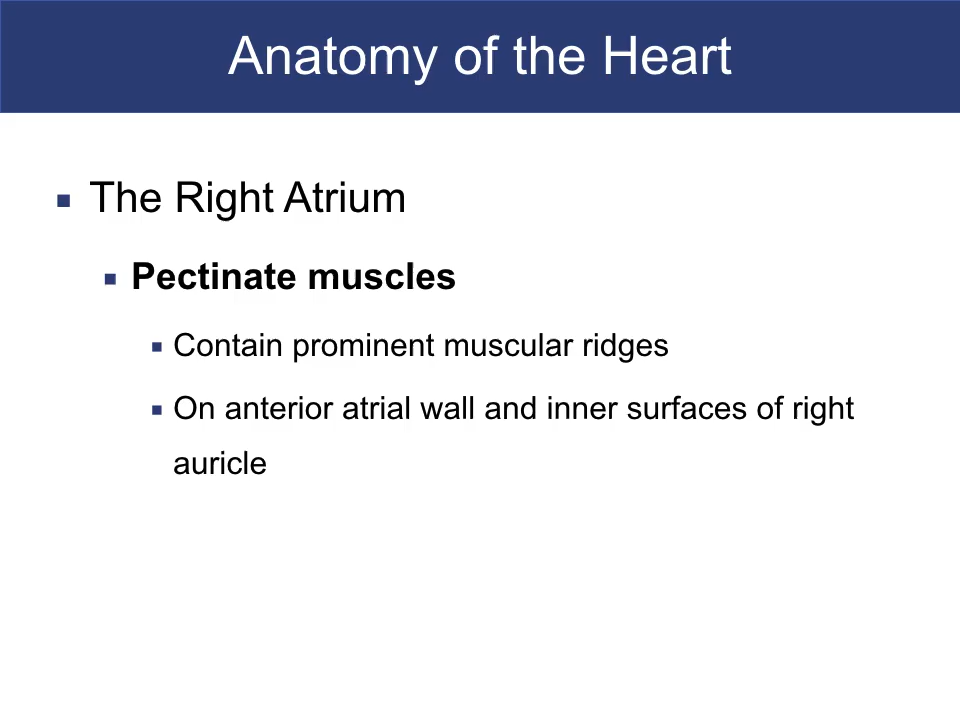 Anatomy of the Heart
The Right Atrium
Pectinate muscles
Contain prominent muscular ridges
On anterior atrial wall and inner surfaces of right
auricle